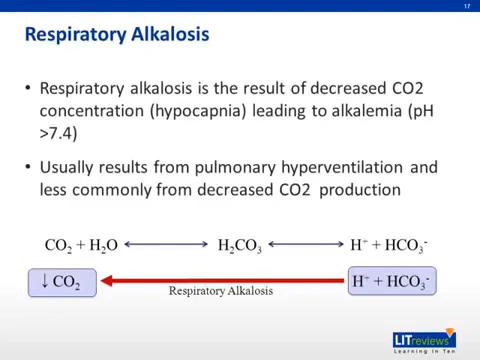 17
Respiratory Alkalosis
• Respiratory alkalosis is the result of decreased CO2
concentration (hypocapnia) leading to alkalemia (pH
>7.4)
• Usually results from pulmonary hyperventilation and
less commonly from decreased CO2 production
CO₂ + H₂O H₂CO₃ H⁺ + HCO₃⁻
↓ CO₂ H⁺ + HCO₃⁻
Respiratory Alkalosis
LITreviews
Learning In Ten